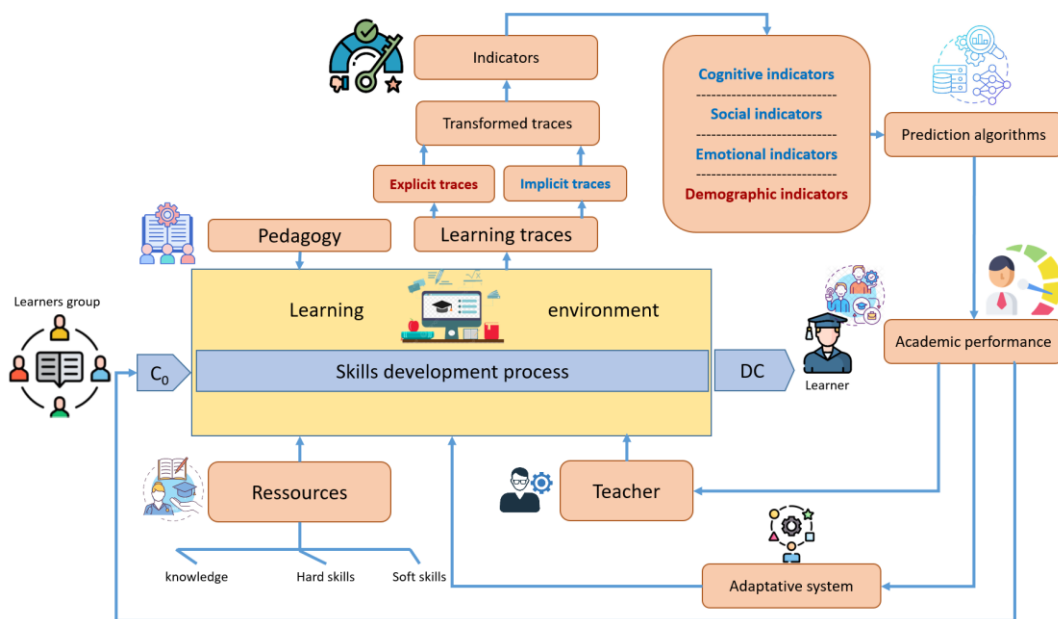 Indicators
Cognitive indicators
Social indicators
Emotional indicators
Demographic indicators
Transformed traces
Prediction algorithms
Explicit traces
Implicit traces
Pedagogy
Learning traces
Learners group
Learning environment
Academic performance
C₀
Skills development process
DC
Learner
Ressources
Teacher
knowledge
Hard skills
Soft skills
Adaptative system